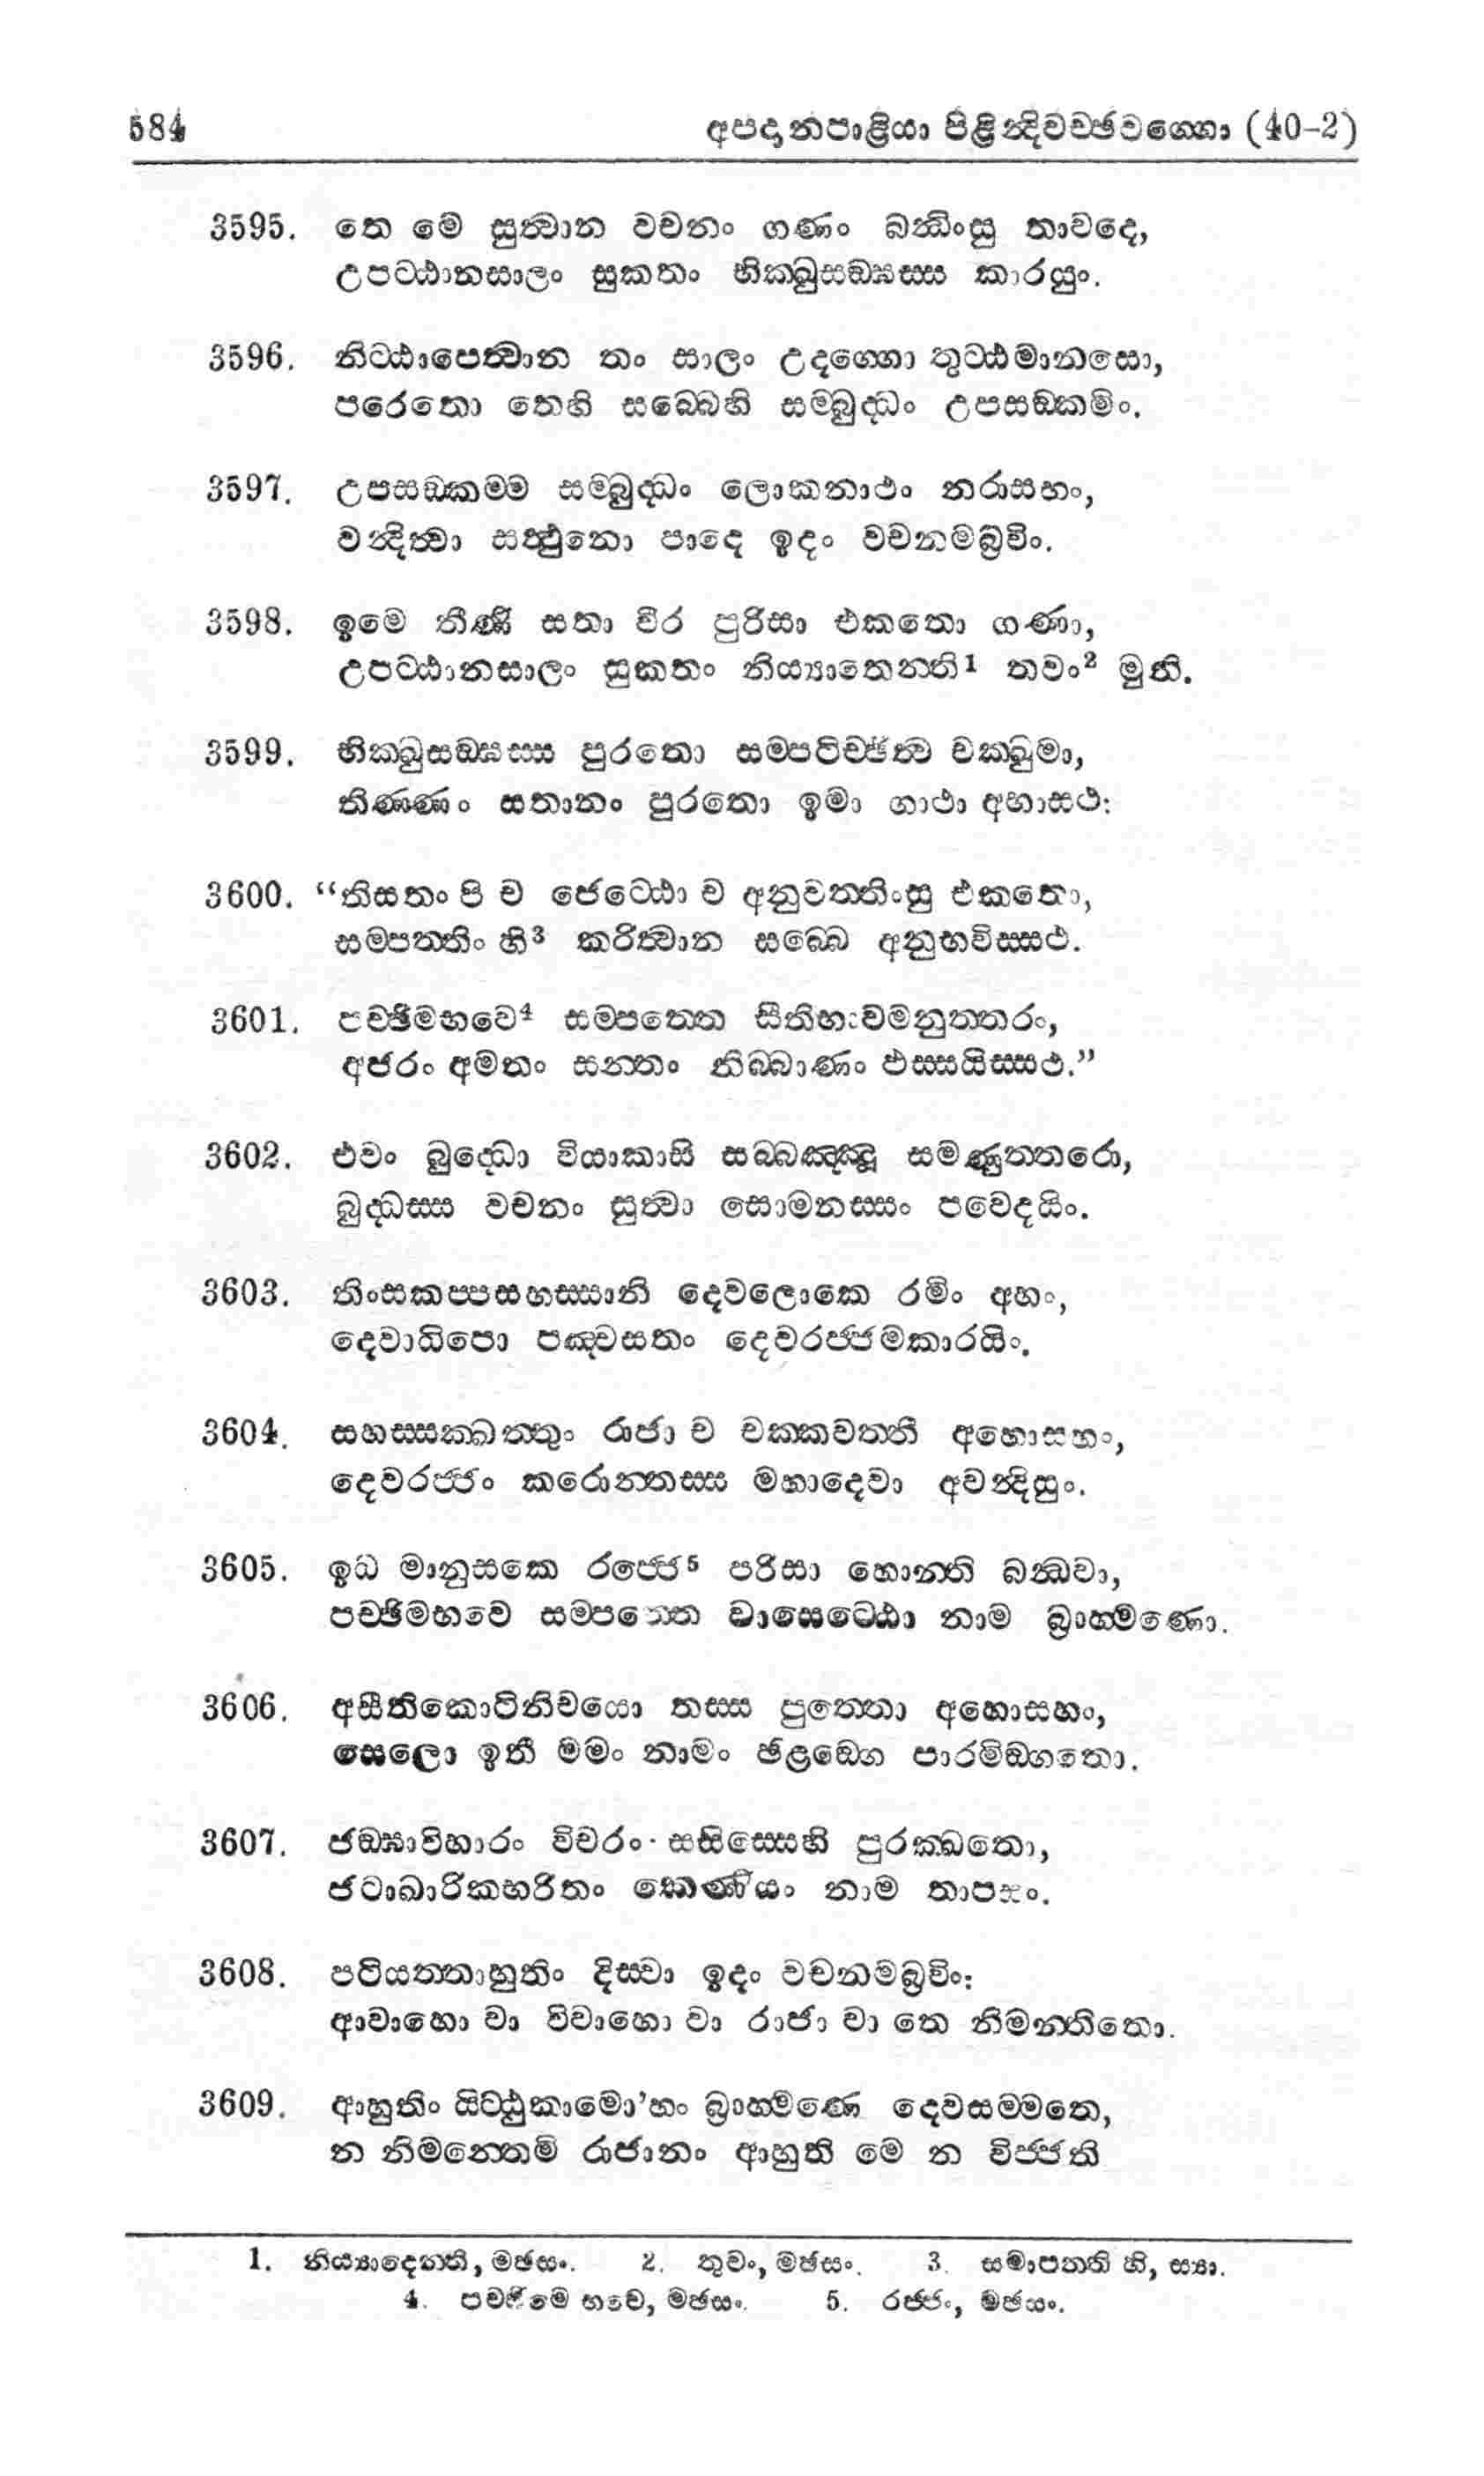 584 අපදානපාළියා පිළින්දිවච්ඡවග්ගො (40-2)
3595. තෙ මෙ සුත්වාන වචනං ගණං බන්ධිංසු තාවදෙ,
උපට්ඨානසාලං සුකතං භික්ඛුසඞ්ඝස්ස කාරයුං.
3596. නිට්ඨාපෙත්වාන තං සාලං උදග්ගො තුට්ඨමානසො,
පරෙතො තෙහි සබ්බෙහි සම්බුද්ධං උපසඞ්කමිං.
3597. උපසඞ්කම්ම සම්බුද්ධං ලොකනාථං නරාසභං,
වන්දිත්වා සත්ථුනො පාදෙ ඉදං වචනමබ්‍රවිං.
3598. ඉමෙ තීණි සතා වීර පුරිසා එකතො ගණා,
උපට්ඨානසාලං සුකතං නිය්‍යාතෙන්ති1 තවං2 මුනි.
3599. භික්ඛුසඞ්ඝස්ස පුරතො සම්පටිච්ඡිත්ව චක්ඛුමා,
තිණ්ණං සතානං පුරතො ඉමා ගාථා අභාසථ:
3600. “තිසතං පි ච ජෙට්ඨො ච අනුවත්තිංසු එකතො,
සම්පත්තිං හි3 කරිත්වාන සබ්බෙ අනුභවිස්සථ.
3601. පච්ඡිමභවෙ4 සම්පත්තෙ සීතිභාවමනුත්තරං,
අජරං අමතං සන්තං නිබ්බාණං ඵස්සයිස්සථ.”
3602. එවං බුද්ධො වියාකාසි සබ්බඤ්ඤූ සමණුත්තරො,
බුද්ධස්ස වචනං සුත්වා සොමනස්සං පවෙදයිං.
3603. තිංසකප්පසහස්සානි දෙවලොකෙ රමිං අහං,
දෙවාධිපො පඤ්චසතං දෙවරජ්ජමකාරයිං.
3604. සහස්සක්ඛත්තුං රාජා ච චක්කවත්තී අහොසහං,
දෙවරජ්ජං කරොන්තස්ස මහාදෙවා අවන්දිසුං.
3605. ඉධ මානුසකෙ රජ්ජෙ5 පරිසා හොන්ති බන්ධවා,
පච්ඡිමභවෙ සම්පත්තෙ වාසෙට්ඨො නාම බ්‍රාහ්මණො.
3606. අසීතිකොටිනිචයො තස්ස පුත්තො අහොසහං,
සෙලො ඉති මමං නාමං ඡළඞ්ගෙ පාරමිඞ්ගතො.
3607. ජඞ්ඝාවිහාරං විචරං සසිස්සෙහි පුරක්ඛතො,
ජටාඛාරිකභරිතං කෙණියං නාම තාපසං.
3608. පටියත්තාහුතිං දිස්වා ඉදං වචනමබ්‍රවිං:
ආවාහො වා විවාහො වා රාජා වා තෙ නිමන්තිතො.
3609. ආහුතිං යිට්ඨුකාමො’හං බ්‍රාහ්මණෙ දෙවසම්මතෙ,
න නිමන්තෙමි රාජානං ආහුති මෙ න විජ්ජති
1. නිය්‍යාදෙන්ති, මඡසං. 2. තුවං, මඡසං. 3. සමාපත්ති හි, ස්‍යා.
4. පච්ඡිමෙ භවෙ, මඡසං. 5. රජ්ජං, මඡසං.